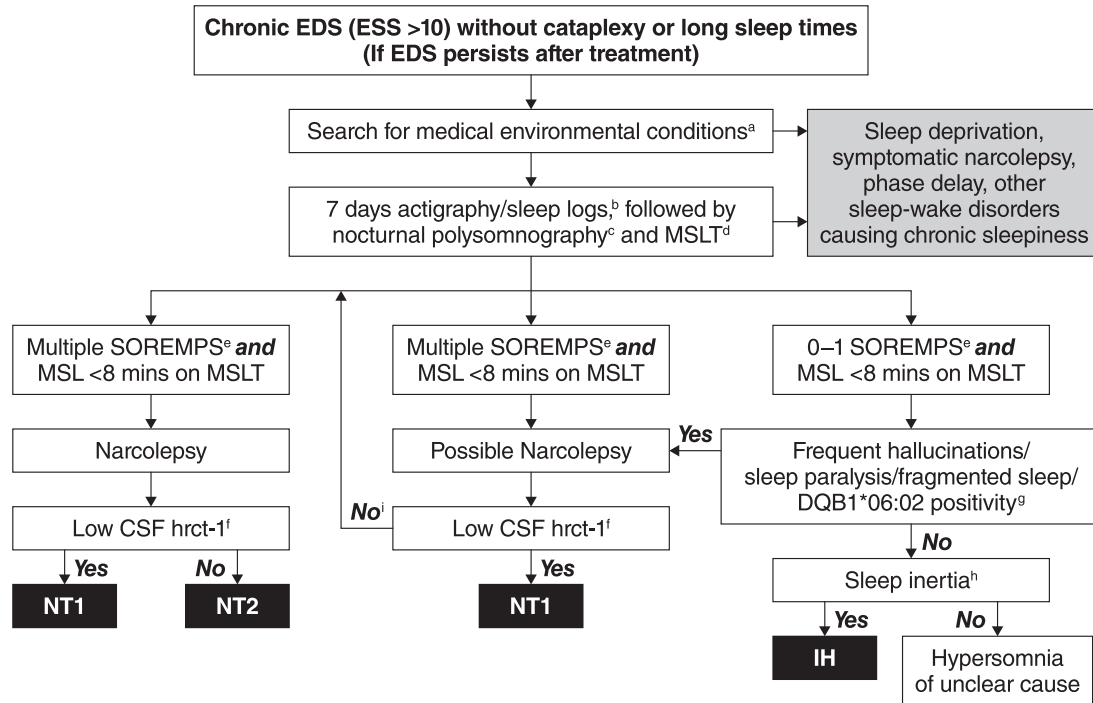 Chronic EDS (ESS >10) without cataplexy or long sleep times
(If EDS persists after treatment)
Search for medical environmental conditionsᵃ
Sleep deprivation,
symptomatic narcolepsy,
phase delay, other
sleep-wake disorders
causing chronic sleepiness
7 days actigraphy/sleep logs,ᵇ followed by
nocturnal polysomnographyᶜ and MSLTᵈ
Multiple SOREMPSᵉ and
MSL <8 mins on MSLT
Multiple SOREMPSᵉ and
MSL <8 mins on MSLT
0–1 SOREMPSᵉ and
MSL <8 mins on MSLT
Narcolepsy
Possible Narcolepsy
Yes
Frequent hallucinations/
sleep paralysis/fragmented sleep/
DQB1*06:02 positivityᵍ
Low CSF hrct-1ᶠ
Noⁱ
Low CSF hrct-1ᶠ
No
Yes
No
Yes
Sleep inertiaʰ
NT1
NT2
NT1
Yes
No
IH
Hypersomnia
of unclear cause